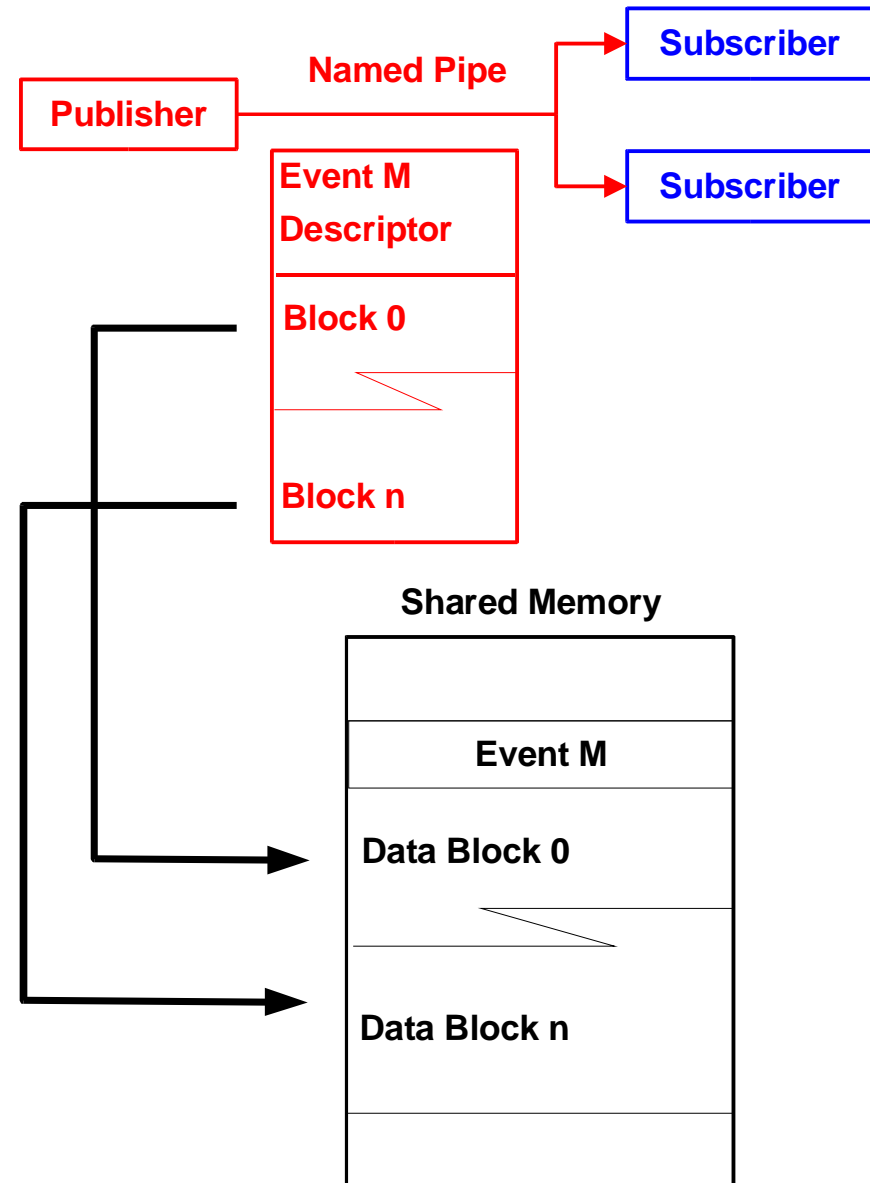 Subscriber
Named Pipe
Publisher
Subscriber
Event M
Descriptor
Block 0
Block n
Shared Memory
Event M
Data Block 0
Data Block n